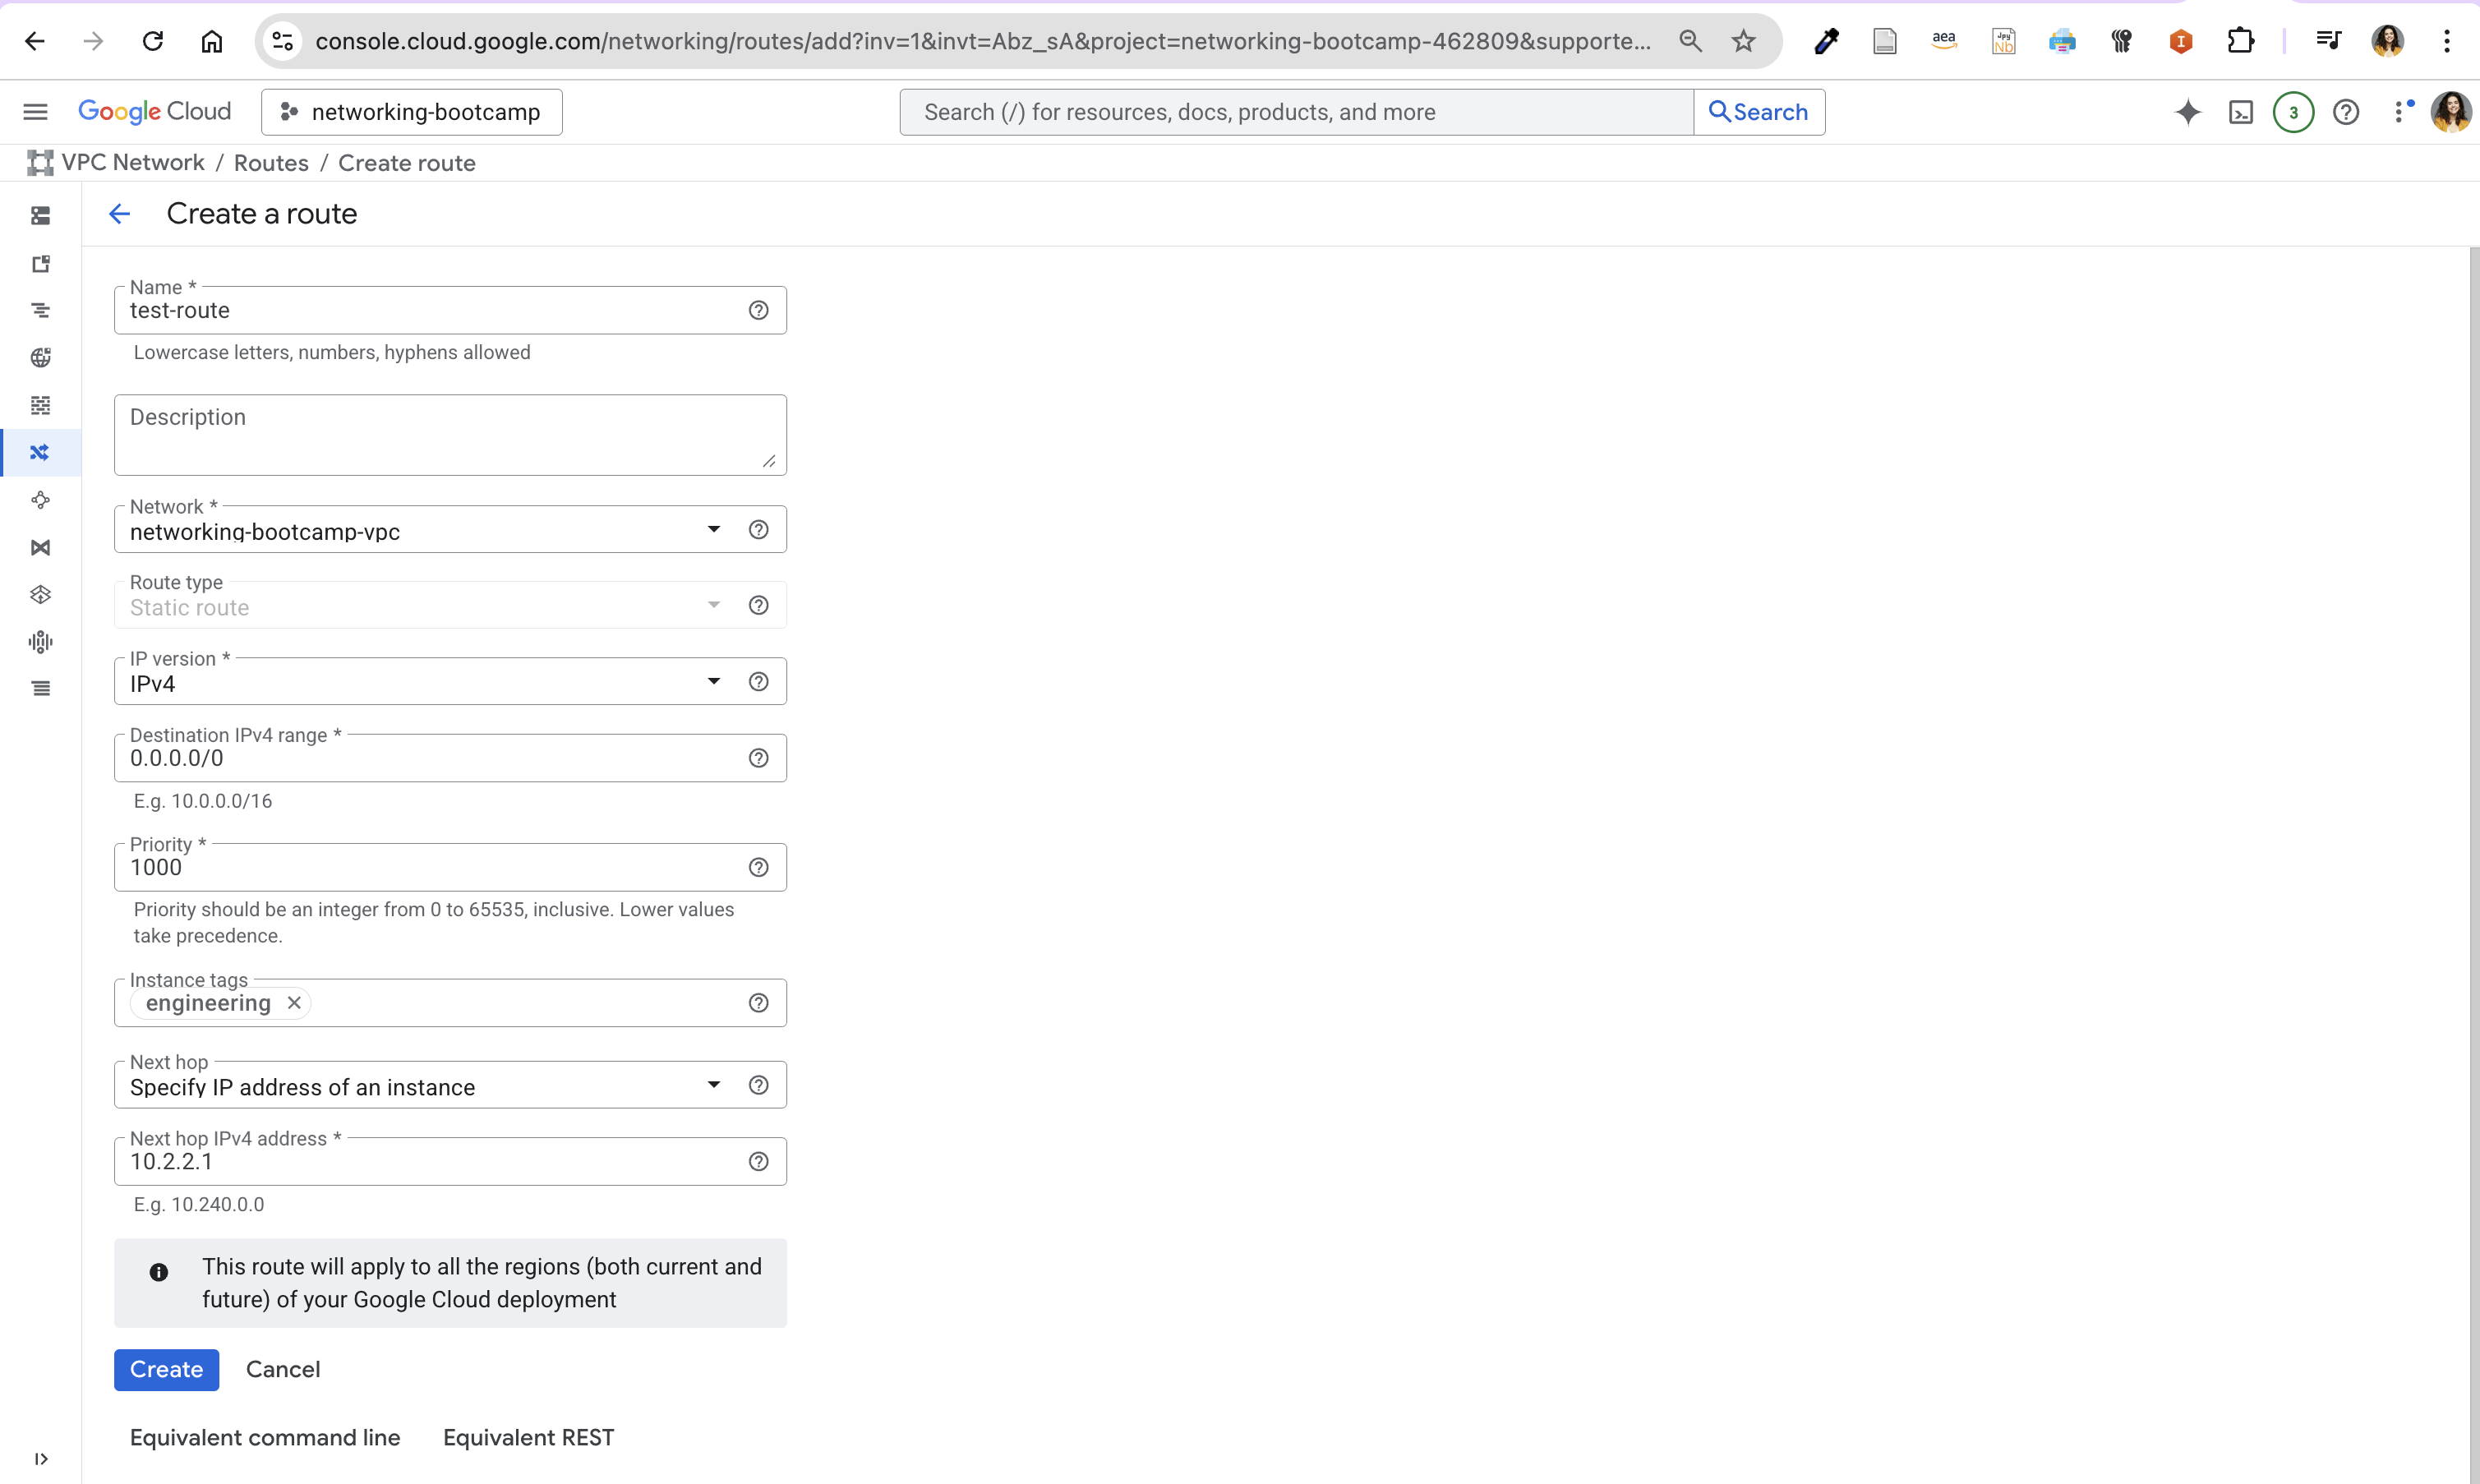 console.cloud.google.com/networking/routes/add?inv=1&invt=Abz_sA&project=networking-bootcamp-462809&supporte...
aea
Jpy
Nb
I
Google Cloud
networking-bootcamp
Search (/) for resources, docs, products, and more
Search
3
VPC Network / Routes / Create route
Create a route
Name *
test-route
Lowercase letters, numbers, hyphens allowed
Description
Network *
networking-bootcamp-vpc
Route type
Static route
IP version *
IPv4
Destination IPv4 range *
0.0.0.0/0
E.g. 10.0.0.0/16
Priority *
1000
Priority should be an integer from 0 to 65535, inclusive. Lower values
take precedence.
Instance tags
engineering
Next hop
Specify IP address of an instance
Next hop IPv4 address *
10.2.2.1
E.g. 10.240.0.0
This route will apply to all the regions (both current and
future) of your Google Cloud deployment
Create Cancel
Equivalent command line Equivalent REST